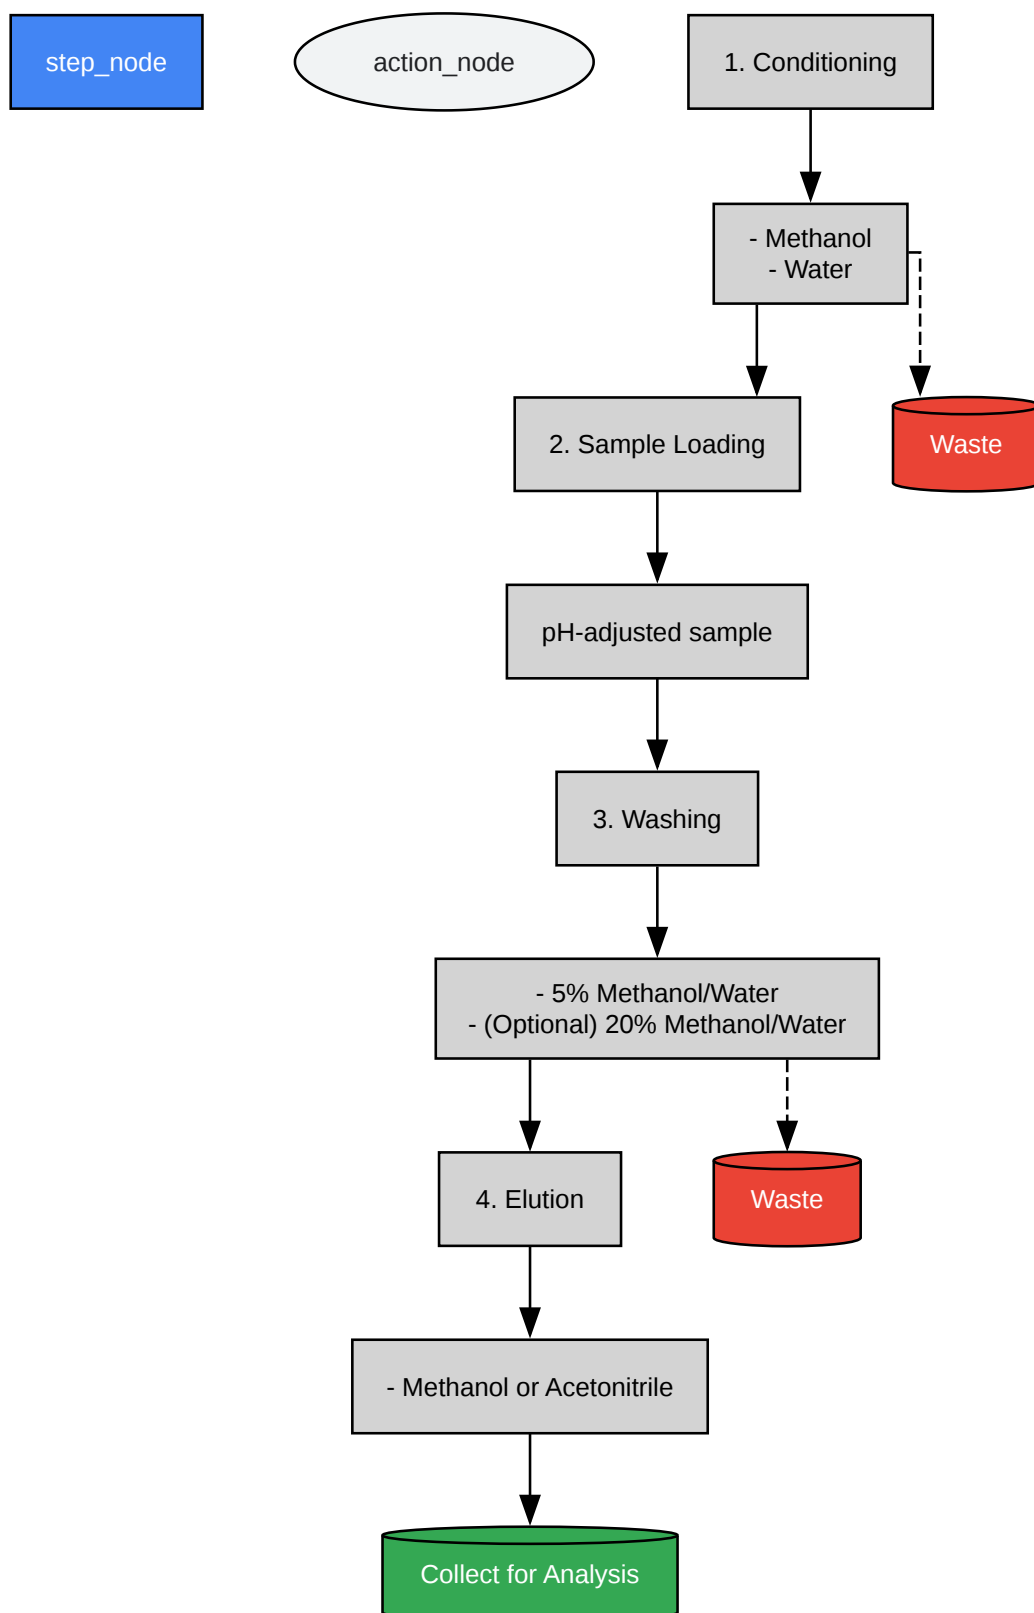 step_node
action_node
1. Conditioning
- Methanol
- Water
2. Sample Loading
Waste
pH-adjusted sample
3. Washing
- 5% Methanol/Water
- (Optional) 20% Methanol/Water
4. Elution
Waste
- Methanol or Acetonitrile
Collect for Analysis